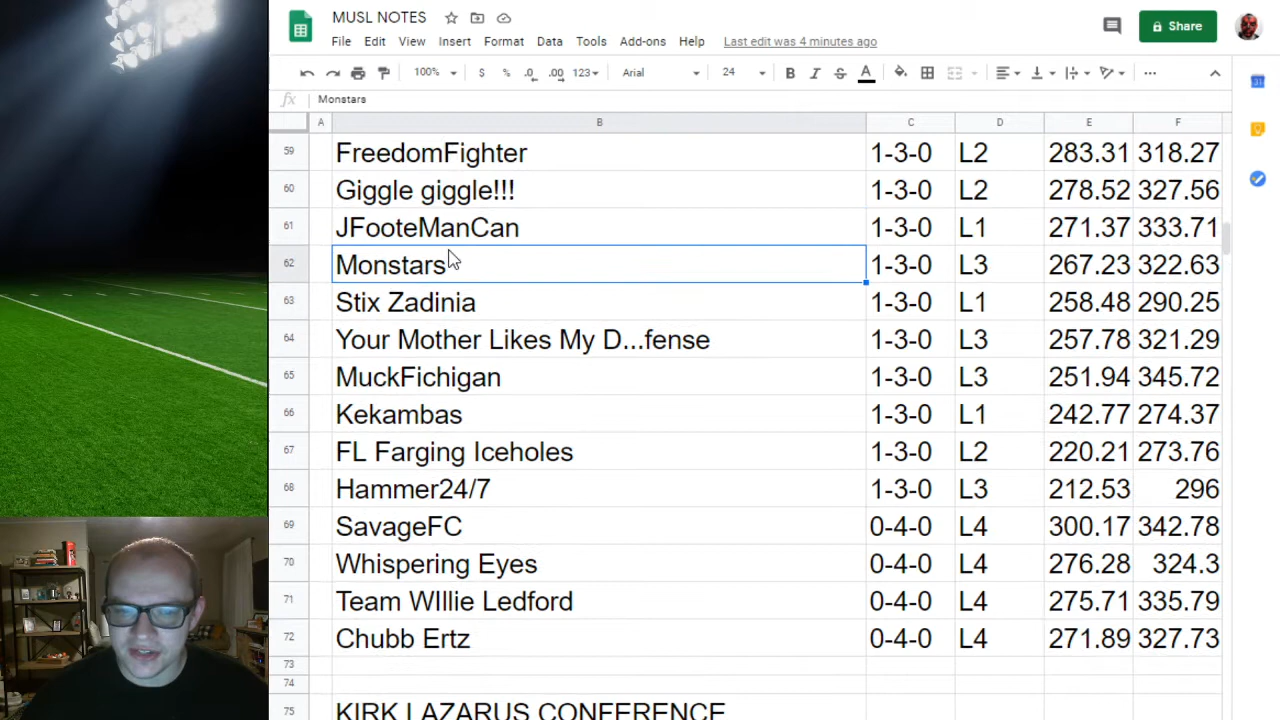 MUSL NOTES
Share
File Edit View Insert Format Data Tools Add-ons Help Last edit was 4 minutes ago
100% $ % .0 .00 123 Arial 24 B I S A
fx Monstars
A B C D E F
59 FreedomFighter 1-3-0 L2 283.31 318.27
60 Giggle giggle!!! 1-3-0 L2 278.52 327.56
61 JFooteManCan 1-3-0 L1 271.37 333.71
62 Monstars 1-3-0 L3 267.23 322.63
63 Stix Zadinia 1-3-0 L1 258.48 290.25
64 Your Mother Likes My D...fense 1-3-0 L3 257.78 321.29
65 MuckFichigan 1-3-0 L3 251.94 345.72
66 Kekambas 1-3-0 L1 242.77 274.37
67 FL Farging Iceholes 1-3-0 L2 220.21 273.76
68 Hammer24/7 1-3-0 L3 212.53 296
69 SavageFC 0-4-0 L4 300.17 342.78
70 Whispering Eyes 0-4-0 L4 276.28 324.3
71 Team WIllie Ledford 0-4-0 L4 275.71 335.79
72 Chubb Ertz 0-4-0 L4 271.89 327.73
73
74
75 KIRK LAZARUS CONFERENCE